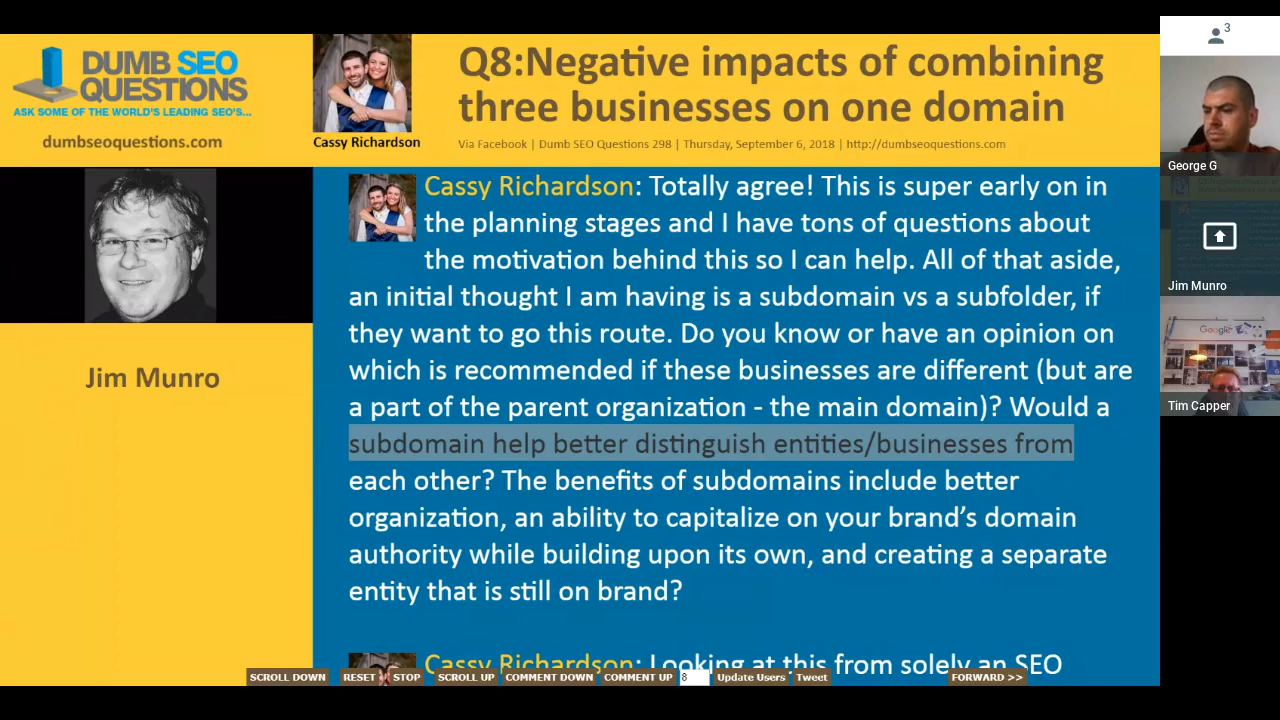 DUMB SEO
QUESTIONS
ASK SOME OF THE WORLD'S LEADING SEO'S...
dumbseoquestions.com
Cassy Richardson
Q8:Negative impacts of combining
three businesses on one domain
Via Facebook | Dumb SEO Questions 298 | Thursday, September 6, 2018 | http://dumbseoquestions.com
Jim Munro
Cassy Richardson: Totally agree! This is super early on in
the planning stages and I have tons of questions about
the motivation behind this so I can help. All of that aside,
an initial thought I am having is a subdomain vs a subfolder, if
they want to go this route. Do you know or have an opinion on
which is recommended if these businesses are different (but are
a part of the parent organization - the main domain)? Would a
subdomain help better distinguish entities/businesses from
each other? The benefits of subdomains include better
organization, an ability to capitalize on your brand's domain
authority while building upon its own, and creating a separate
entity that is still on brand?
Cassy Richardson: Looking at this from solely an SEO
SCROLL DOWN RESET STOP SCROLL UP COMMENT DOWN COMMENT UP 8 Update Users Tweet FORWARD >>
3
George G
Jim Munro
Google
Tim Capper